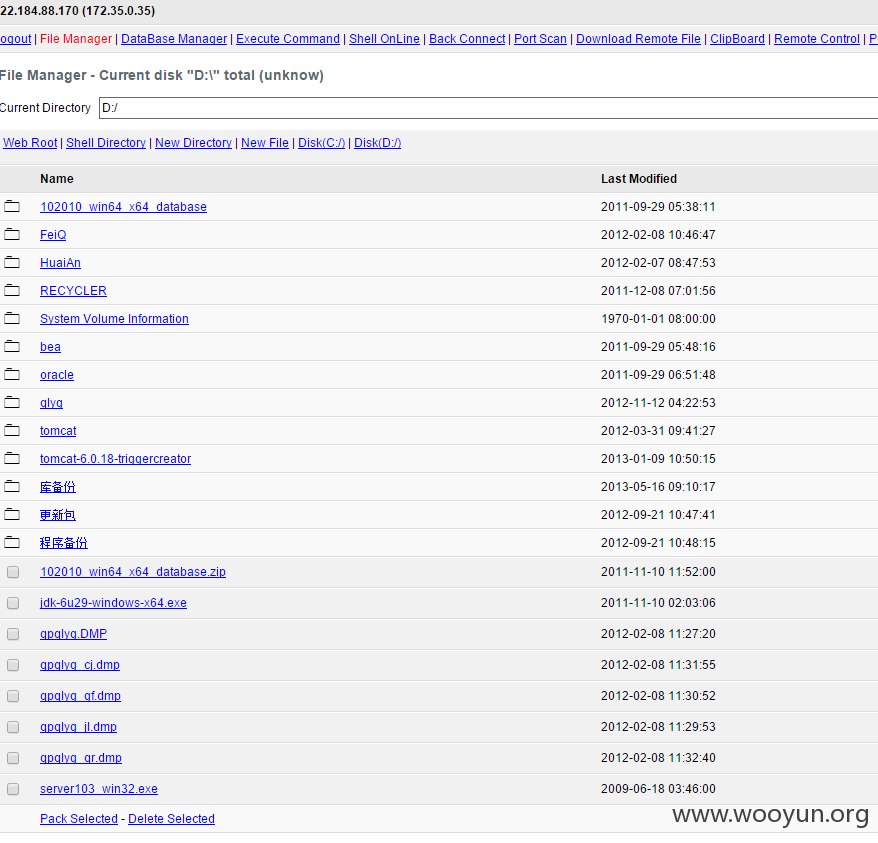 22.184.88.170 (172.35.0.35)
ogout | File Manager | DataBase Manager | Execute Command | Shell OnLine | Back Connect | Port Scan | Download Remote File | ClipBoard | Remote Control | P
File Manager - Current disk "D:\" total (unknow)
Current Directory D:/
Web Root | Shell Directory | New Directory | New File | Disk(C:/) | Disk(D:/)
Name Last Modified
102010_win64_x64_database 2011-09-29 05:38:11
FeiQ 2012-02-08 10:46:47
HuaiAn 2012-02-07 08:47:53
RECYCLER 2011-12-08 07:01:56
System Volume Information 1970-01-01 08:00:00
bea 2011-09-29 05:48:16
oracle 2011-09-29 06:51:48
glyq 2012-11-12 04:22:53
tomcat 2012-03-31 09:41:27
tomcat-6.0.18-triggercreator 2013-01-09 10:50:15
库备份 2013-05-16 09:10:17
更新包 2012-09-21 10:47:41
程序备份 2012-09-21 10:48:15
102010_win64_x64_database.zip 2011-11-10 11:52:00
jdk-6u29-windows-x64.exe 2011-11-10 02:03:06
gpglyq.DMP 2012-02-08 11:27:20
gpglyq_cj.dmp 2012-02-08 11:31:55
gpglyq_gf.dmp 2012-02-08 11:30:52
gpglyq_jl.dmp 2012-02-08 11:29:53
gpglyq_gr.dmp 2012-02-08 11:32:40
server103_win32.exe 2009-06-18 03:46:00
Pack Selected - Delete Selected
www.wooyun.org